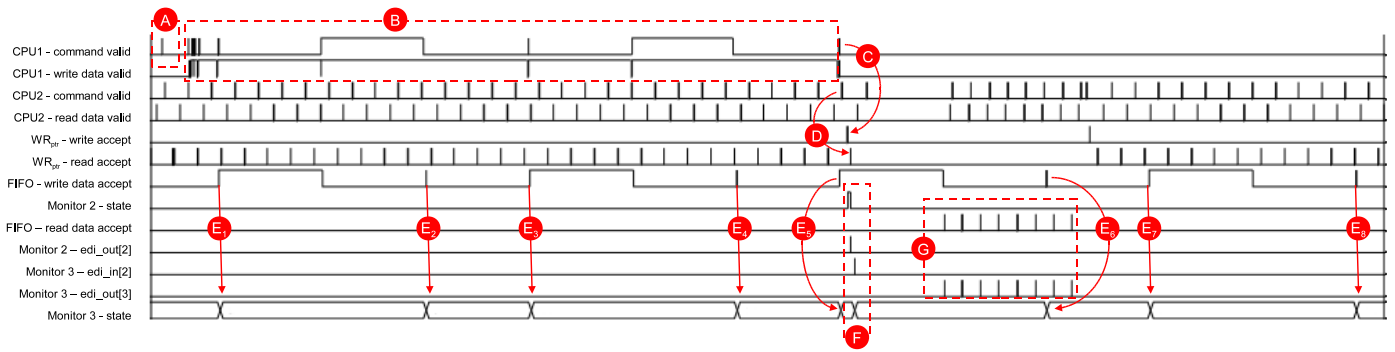 A
B
CPU1 - command valid
C
CPU1 - write data valid
CPU2 - command valid
CPU2 - read data valid
D
WRptr - write accept
WRptr - read accept
FIFO - write data accept
Monitor 2 - state
E1 E2 E3 E4 E5 E6 E7 E8
FIFO – read data accept
G
Monitor 2 – edi_out[2]
Monitor 3 – edi_in[2]
Monitor 3 – edi_out[3]
Monitor 3 - state
F